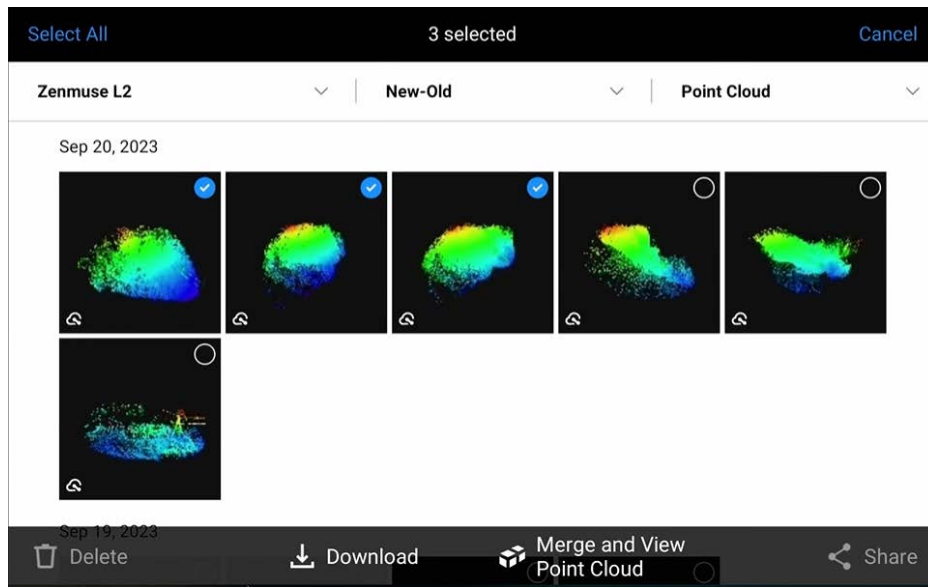 Select All
3 selected
Cancel
Zenmuse L2
New-Old
Point Cloud
Sep 20, 2023
Sep 19, 2023
Delete
Download
Merge and View
Point Cloud
Share